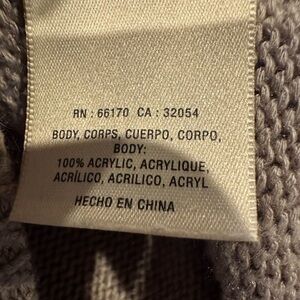 RN : 66170 CA : 32054
BODY, CORPS, CUERPO, CORPO,
BODY:
100% ACRYLIC, ACRYLIQUE,
ACRÍLICO, ACRILICO, ACRYL
HECHO EN CHINA